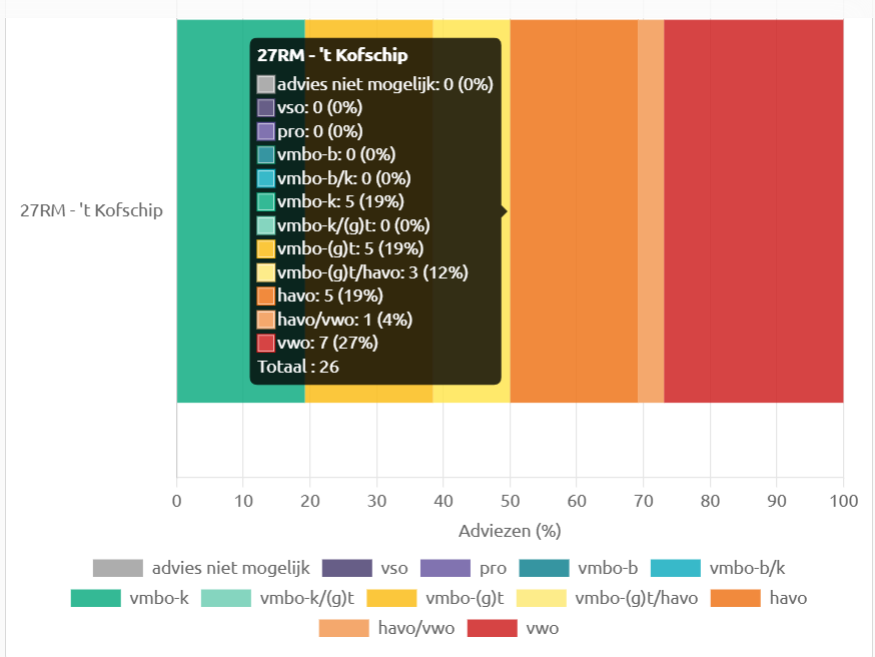 27RM - 't Kofschip
advies niet mogelijk: 0 (0%)
vso: 0 (0%)
pro: 0 (0%)
vmbo-b: 0 (0%)
vmbo-b/k: 0 (0%)
vmbo-k: 5 (19%)
vmbo-k/(g)t: 0 (0%)
vmbo-(g)t: 5 (19%)
vmbo-(g)t/havo: 3 (12%)
havo: 5 (19%)
havo/vwo: 1 (4%)
vwo: 7 (27%)
Totaal : 26
27RM - 't Kofschip
0 10 20 30 40 50 60 70 80 90 100
Adviezen (%)
advies niet mogelijk vso pro vmbo-b vmbo-b/k
vmbo-k vmbo-k/(g)t vmbo-(g)t vmbo-(g)t/havo havo
havo/vwo vwo